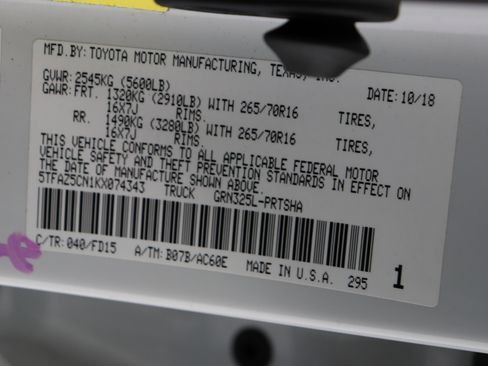 MFD.BY: TOYOTA MOTOR MANUFACTURING, TEXAS, INC.
DATE: 10/18
GVWR: 2545KG (5600LB)
GAWR: FRT. 1320KG (2910LB) WITH 265/70R16 TIRES,
16X7J RIMS.
RR. 1490KG (3280LB) WITH 265/70R16 TIRES,
16X7J RIMS.
THIS VEHICLE CONFORMS TO ALL APPLICABLE FEDERAL MOTOR
VEHICLE SAFETY AND THEFT PREVENTION STANDARDS IN EFFECT ON
THE DATE OF MANUFACTURE SHOWN ABOVE.
5TFAZ5CN1KX074343 TRUCK GRN325L-PRTSHA
C/TR: 040/FD15 A/TM: B07B/AC60E MADE IN U.S.A. 295 1